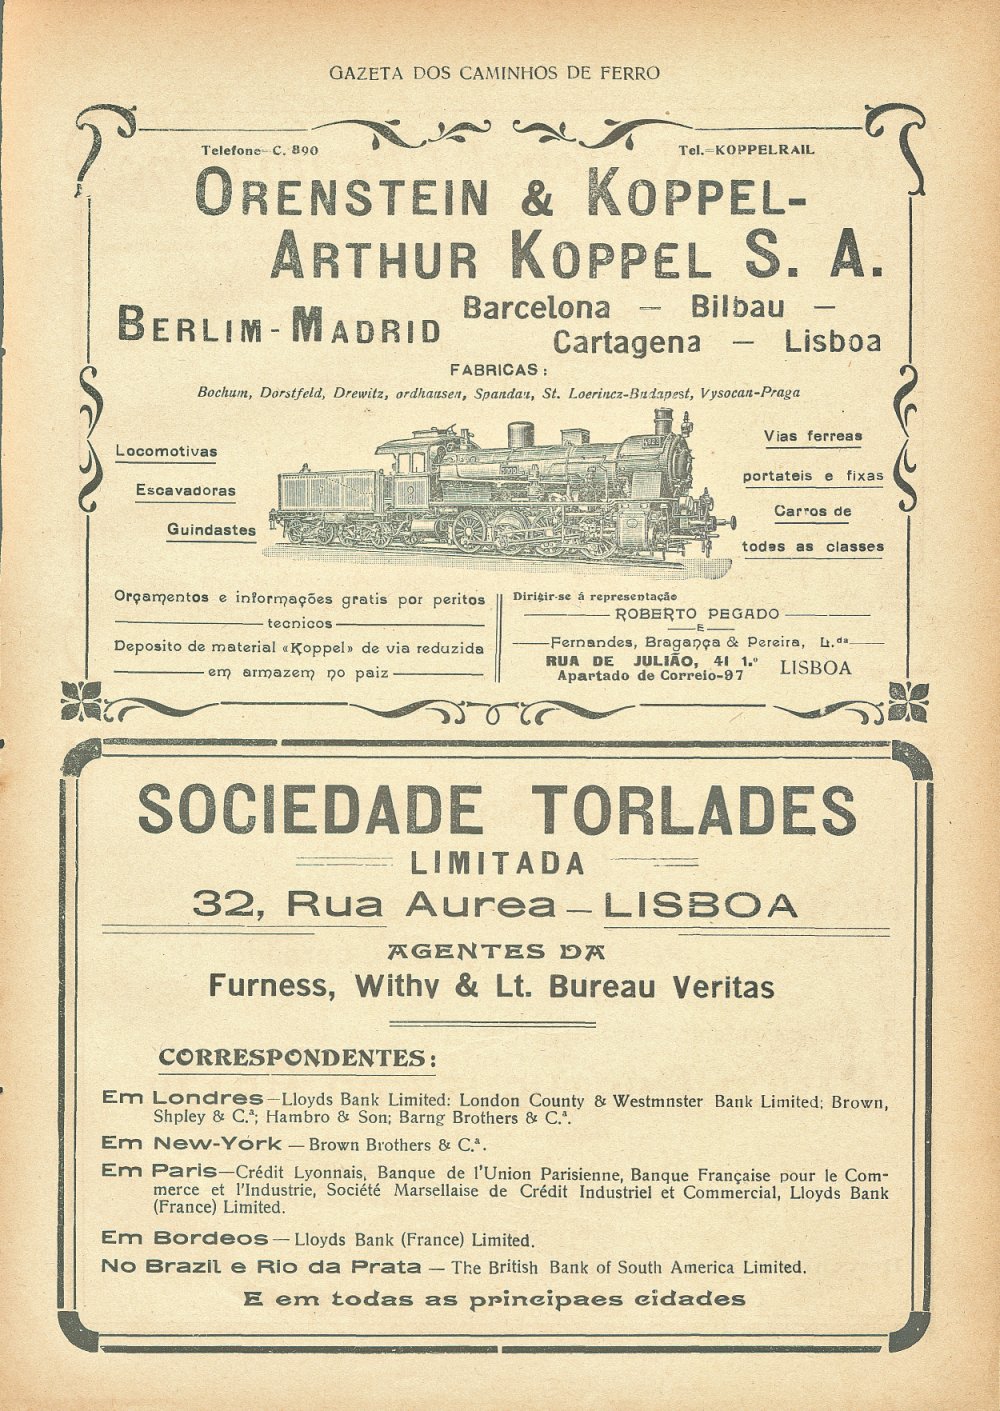 GAZETA DOS CAMINHOS DE FERRO
Telefone-C. 890
Tel.-KOPPELRAIL
ORENSTEIN & KOPPEL-
ARTHUR KOPPEL S. A.
BERLIM-MADRID
Barcelona — Bilbau —
Cartagena — Lisboa
FABRICAS:
Bochum, Dorstfeld, Drewitz, ordhausen, Spandau, St. Loerincz-Budapest, Vysocan-Praga
Locomotivas
Escavadoras
Guindastes
Vias ferreas
portateis e fixas
Carros de
todas as classes
Orçamentos e informações gratis por peritos
tecnicos
Deposito de material «Koppel» de via reduzida
em armazem no paiz
Dirigir-se á representação
ROBERTO PEGADO
E
Fernandes, Bragança & Pereira, Lt.da
RUA DE JULIÃO, 41 1.º
Apartado de Correio-97
LISBOA
SOCIEDADE TORLADES
LIMITADA
32, Rua Aurea — LISBOA
AGENTES DA
Furness, Withy & Lt. Bureau Veritas
CORRESPONDENTES:
Em Londres—Lloyds Bank Limited: London County & Westmnster Bank Limited; Brown,
Shpley & C.ª; Hambro & Son; Barng Brothers & C.ª.
Em New-York — Brown Brothers & C.ª.
Em Paris—Crédit Lyonnais, Banque de l'Union Parisienne, Banque Française pour le Com-
merce et l'Industrie, Société Marsellaise de Crédit Industriel et Commercial, Lloyds Bank
(France) Limited.
Em Bordeos — Lloyds Bank (France) Limited.
No Brazil e Rio da Prata — The British Bank of South America Limited.
E em todas as principaes cidades